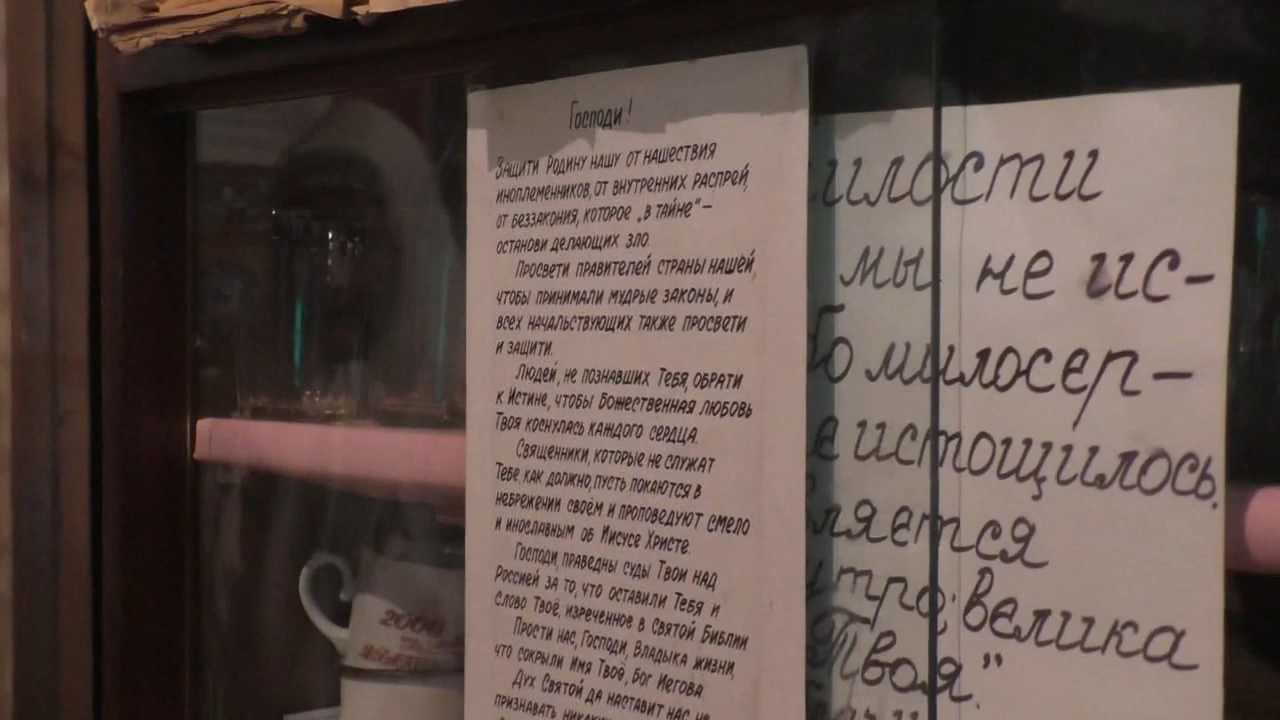 Господи!
Защити Родину нашу от нашествия
иноплеменников, от внутренних распрей,
от беззакония, которое „в тайне“ –
останови делающих зло.
Просвети правителей страны нашей,
чтобы принимали мудрые законы, и
всех начальствующих также просвети
и защити.
Людей, не познавших Тебя, обрати
к Истине, чтобы Божественная любовь
Твоя коснулась каждого сердца.
Священники, которые не служат
Тебе, как должно, пусть покаются в
небрежении своём и проповедуют смело
и инославным об Иисусе Христе.
Господи, праведны суды Твои над
Россией за то, что оставили Тебя и
Слово Твоё, изреченное в Святой Библии
Прости нас, Господи, Владыка жизни,
что сокрыли Имя Твоё, Бог Иегова
Дух Святой да наставит нас не
признавать
илости
мы не ис-
бо милосер-
е истощилось.
ляется
тро; велика
Твоя."
2000